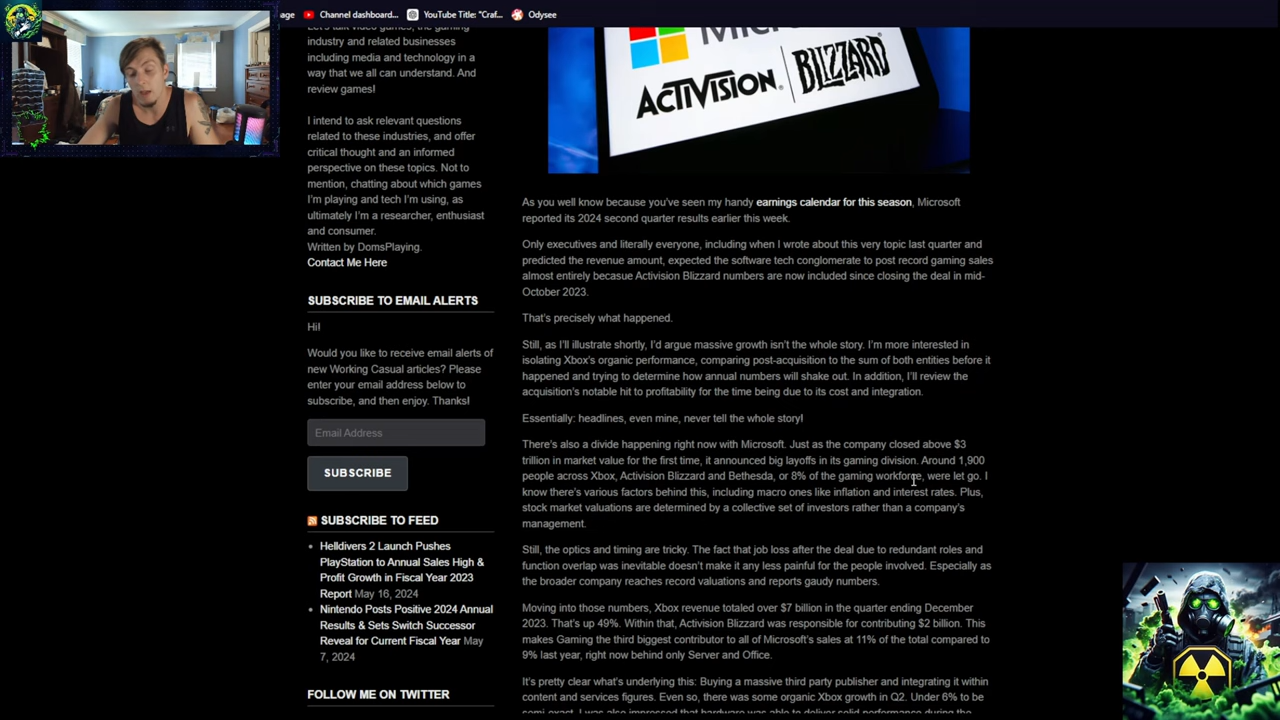 age
Channel dashboard...
YouTube Title: "Craf...
Odysee
Let's talk video games, the gaming
industry and related businesses
including media and technology in a
way that we all can understand. And
review games!
I intend to ask relevant questions
related to these industries, and offer
critical thought and an informed
perspective on these topics. Not to
mention, chatting about which games
I'm playing and tech I'm using, as
ultimately I'm a researcher, enthusiast
and consumer.
Written by DomsPlaying.
Contact Me Here
SUBSCRIBE TO EMAIL ALERTS
Hi!
Would you like to receive email alerts of
new Working Casual articles? Please
enter your email address below to
subscribe, and then enjoy. Thanks!
Email Address
SUBSCRIBE
SUBSCRIBE TO FEED
Helldivers 2 Launch Pushes
PlayStation to Annual Sales High &
Profit Growth in Fiscal Year 2023
Report May 16, 2024
Nintendo Posts Positive 2024 Annual
Results & Sets Switch Successor
Reveal for Current Fiscal Year May
7, 2024
FOLLOW ME ON TWITTER
ACTIVISION BLIZZARD
As you well know because you've seen my handy earnings calendar for this season, Microsoft
reported its 2024 second quarter results earlier this week.
Only executives and literally everyone, including when I wrote about this very topic last quarter and
predicted the revenue amount, expected the software tech conglomerate to post record gaming sales
almost entirely becasue Activision Blizzard numbers are now included since closing the deal in mid-
October 2023.
That's precisely what happened.
Still, as I'll illustrate shortly, I'd argue massive growth isn't the whole story. I'm more interested in
isolating Xbox's organic performance, comparing post-acquisition to the sum of both entities before it
happened and trying to determine how annual numbers will shake out. In addition, I'll review the
acquisition's notable hit to profitability for the time being due to its cost and integration.
Essentially: headlines, even mine, never tell the whole story!
There's also a divide happening right now with Microsoft. Just as the company closed above $3
trillion in market value for the first time, it announced big layoffs in its gaming division. Around 1,900
people across Xbox, Activision Blizzard and Bethesda, or 8% of the gaming workforce, were let go. I
know there's various factors behind this, including macro ones like inflation and interest rates. Plus,
stock market valuations are determined by a collective set of investors rather than a company's
management.
Still, the optics and timing are tricky. The fact that job loss after the deal due to redundant roles and
function overlap was inevitable doesn't make it any less painful for the people involved. Especially as
the broader company reaches record valuations and reports gaudy numbers.
Moving into those numbers, Xbox revenue totaled over $7 billion in the quarter ending December
2023. That's up 49%. Within that, Activision Blizzard was responsible for contributing $2 billion. This
makes Gaming the third biggest contributor to all of Microsoft's sales at 11% of the total compared to
9% last year, right now behind only Server and Office.
It's pretty clear what's underlying this: Buying a massive third party publisher and integrating it within
content and services figures. Even so, there was some organic Xbox growth in Q2. Under 6% to be
semi-exact. I was also impressed that hardware was able to deliver solid performance during the